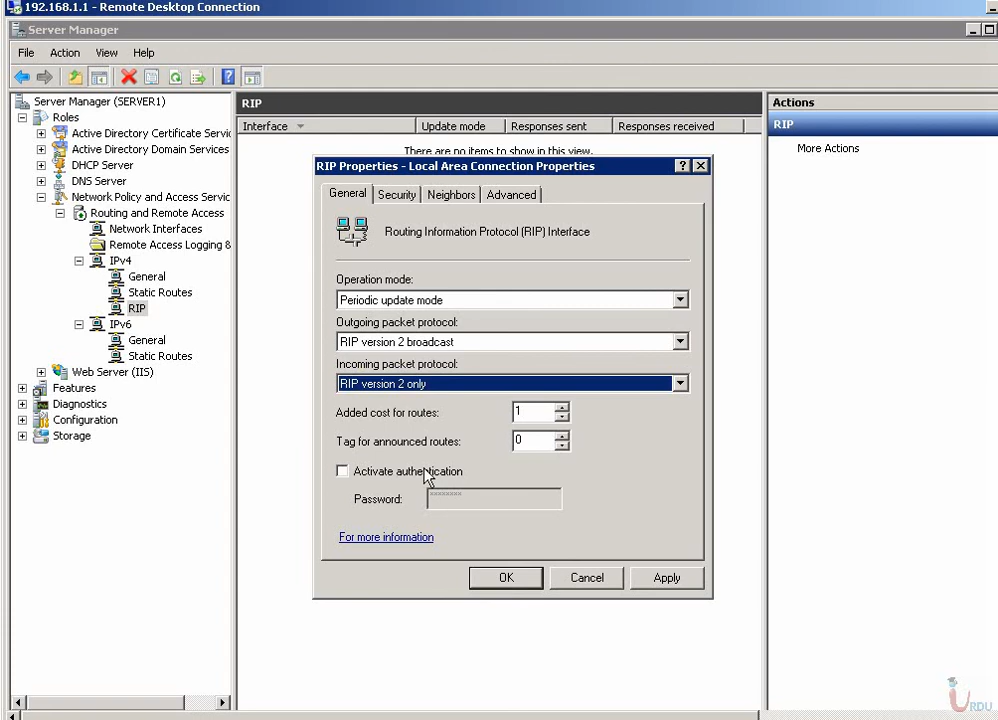 192.168.1.1 - Remote Desktop Connection
Server Manager
File Action View Help
Server Manager (SERVER1)
Roles
Active Directory Certificate Servic
Active Directory Domain Services
DHCP Server
DNS Server
Network Policy and Access Servic
Routing and Remote Access
Network Interfaces
Remote Access Logging &
IPv4
General
Static Routes
RIP
IPv6
General
Static Routes
Web Server (IIS)
Features
Diagnostics
Configuration
Storage
RIP
Interface Update mode Responses sent Responses received
There are no items to show in this view.
RIP Properties - Local Area Connection Properties
General Security Neighbors Advanced
Routing Information Protocol (RIP) Interface
Operation mode:
Periodic update mode
Outgoing packet protocol:
RIP version 2 broadcast
Incoming packet protocol:
RIP version 2 only
Added cost for routes: 1
Tag for announced routes: 0
Activate authentication
Password: ********
For more information
OK Cancel Apply
Actions
RIP
More Actions
URDU